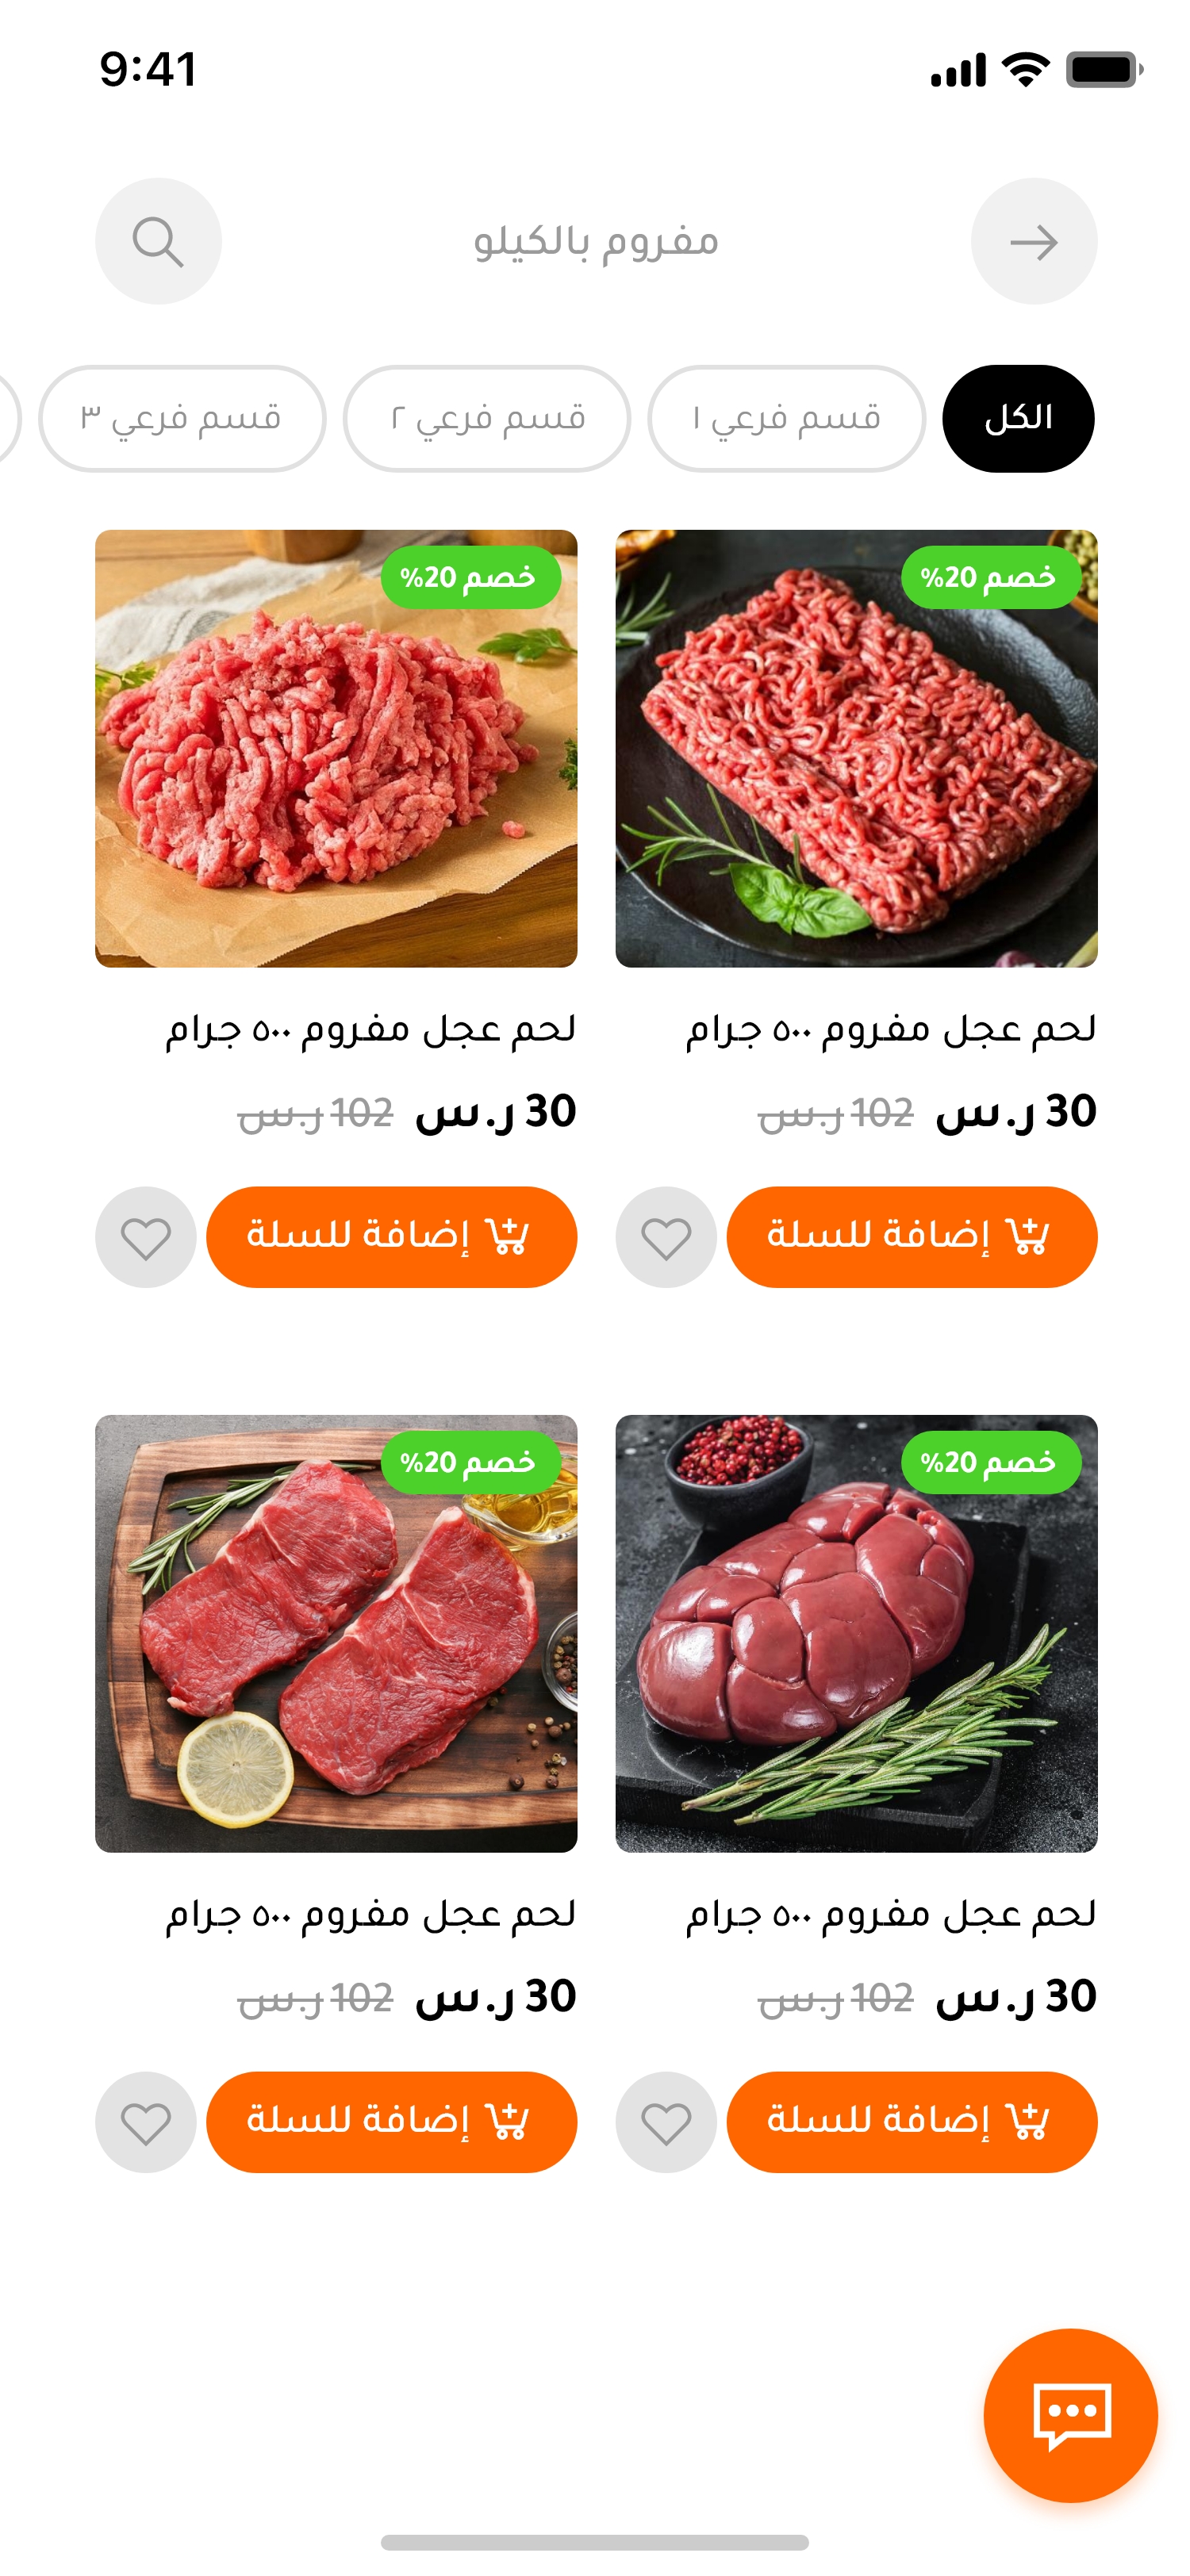 9:41
مفروم بالكيلو
الكل
قسم فرعي ١
قسم فرعي ٢
قسم فرعي ٣
خصم 20%
خصم 20%
لحم عجل مفروم ٥٠٠ جرام
لحم عجل مفروم ٥٠٠ جرام
30 ر.س 102 ر.س
30 ر.س 102 ر.س
إضافة للسلة
إضافة للسلة
خصم 20%
خصم 20%
لحم عجل مفروم ٥٠٠ جرام
لحم عجل مفروم ٥٠٠ جرام
30 ر.س 102 ر.س
30 ر.س 102 ر.س
إضافة للسلة
إضافة للسلة